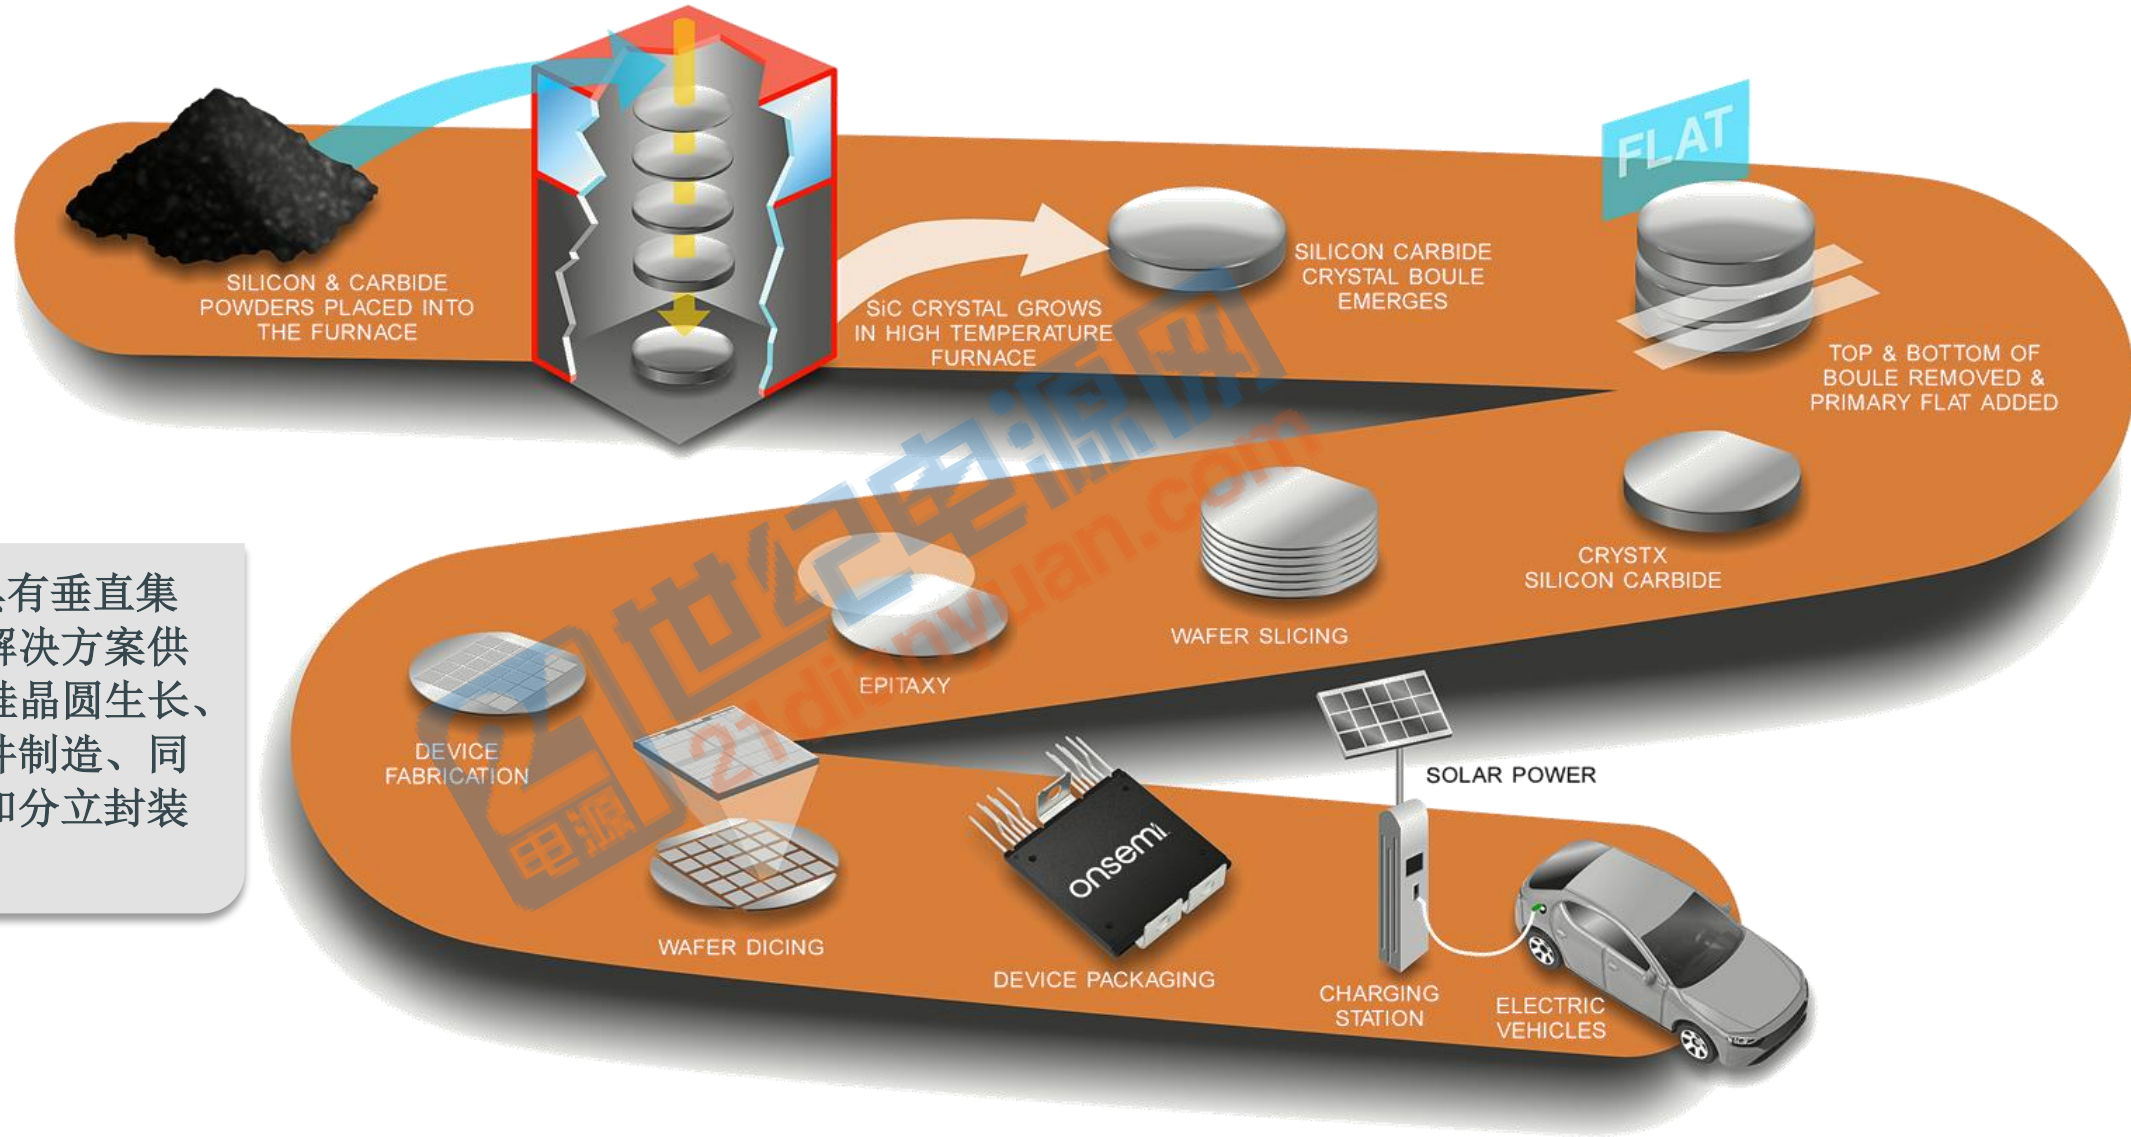 FLAT
SILICON & CARBIDE
POWDERS PLACED INTO
THE FURNACE
SiC CRYSTAL GROWS
IN HIGH TEMPERATURE
FURNACE
SILICON CARBIDE
CRYSTAL BOULE
EMERGES
TOP & BOTTOM OF
BOULE REMOVED &
PRIMARY FLAT ADDED
CRYSTX
SILICON CARBIDE
WAFER SLICING
EPITAXY
DEVICE
FABRICATION
有垂直集
解决方案供
晶圆生长、
件制造、同
和分立封装
WAFER DICING
onsemi
DEVICE PACKAGING
SOLAR POWER
CHARGING
STATION
ELECTRIC
VEHICLES
21世纪电源网
21dianyuan.com
电源